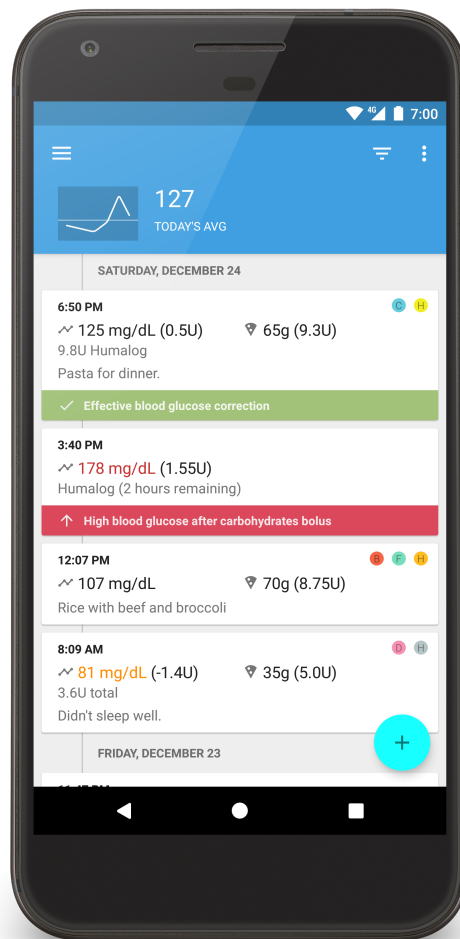 4G 7:00
127
TODAY'S AVG
SATURDAY, DECEMBER 24
6:50 PM C H
125 mg/dL (0.5U) 65g (9.3U)
9.8U Humalog
Pasta for dinner.
Effective blood glucose correction
3:40 PM
178 mg/dL (1.55U)
Humalog (2 hours remaining)
High blood glucose after carbohydrates bolus
12:07 PM B F H
107 mg/dL 70g (8.75U)
Rice with beef and broccoli
8:09 AM D H
81 mg/dL (-1.4U) 35g (5.0U)
3.6U total
Didn't sleep well.
+
FRIDAY, DECEMBER 23